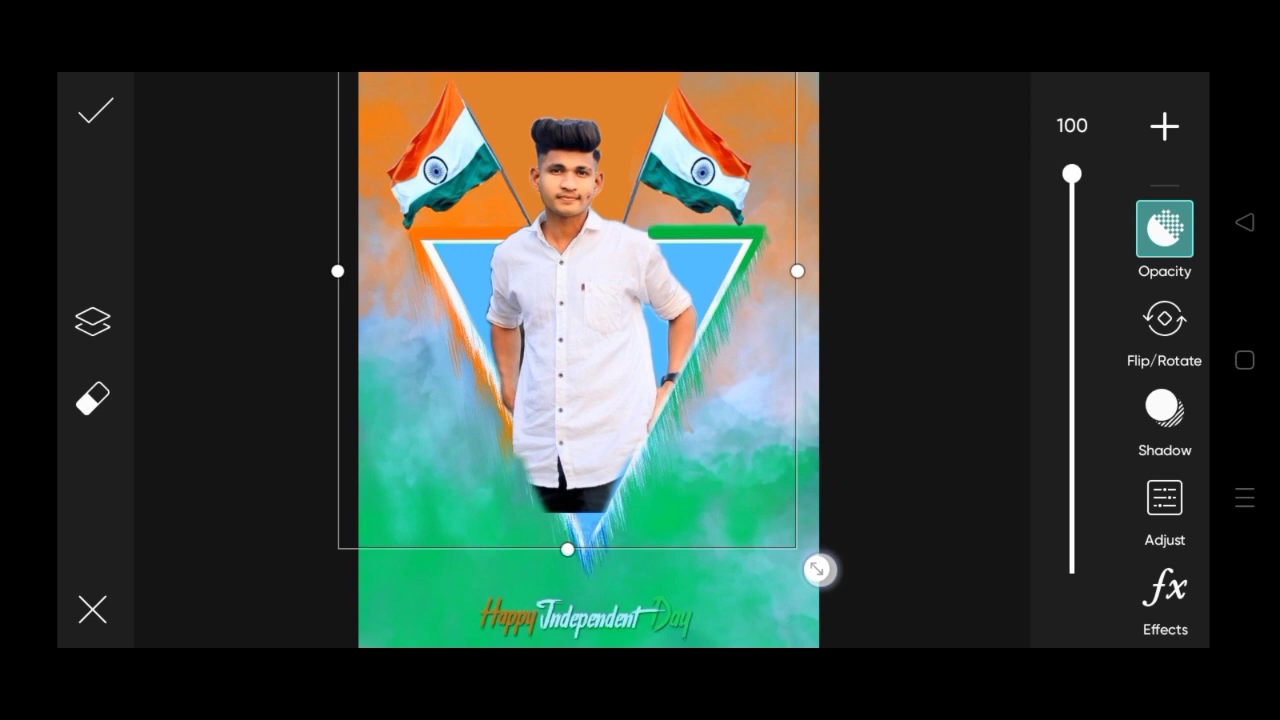 100
Opacity
Flip/Rotate
Shadow
Adjust
fx
Effects
Happy Independent Day